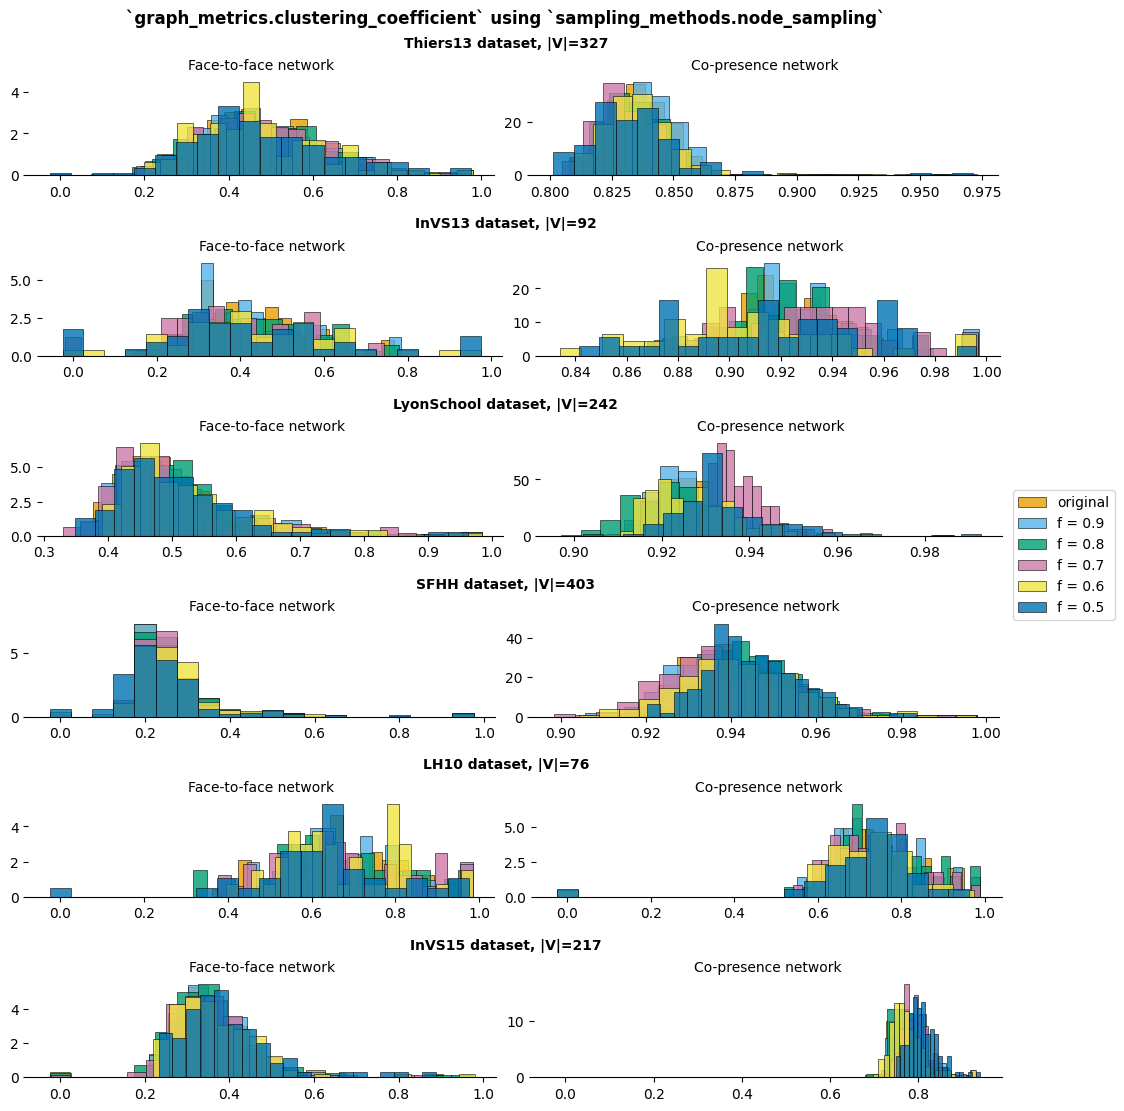 `graph_metrics.clustering_coefficient` using `sampling_methods.node_sampling`
Thiers13 dataset, |V|=327
Face-to-face network
Co-presence network
4
2
0
0.0 0.2 0.4 0.6 0.8 1.0
20
0
0.800 0.825 0.850 0.875 0.900 0.925 0.950 0.975
InVS13 dataset, |V|=92
Face-to-face network
Co-presence network
5.0
2.5
0.0
0.0 0.2 0.4 0.6 0.8 1.0
20
10
0
0.84 0.86 0.88 0.90 0.92 0.94 0.96 0.98 1.00
LyonSchool dataset, |V|=242
Face-to-face network
Co-presence network
5.0
2.5
0.0
0.3 0.4 0.5 0.6 0.7 0.8 0.9 1.0
50
0
0.90 0.92 0.94 0.96 0.98
original
f = 0.9
f = 0.8
f = 0.7
f = 0.6
f = 0.5
SFHH dataset, |V|=403
Face-to-face network
Co-presence network
5
0
0.0 0.2 0.4 0.6 0.8 1.0
40
20
0
0.90 0.92 0.94 0.96 0.98 1.00
LH10 dataset, |V|=76
Face-to-face network
Co-presence network
4
2
0
0.0 0.2 0.4 0.6 0.8 1.0
5.0
2.5
0.0
0.0 0.2 0.4 0.6 0.8 1.0
InVS15 dataset, |V|=217
Face-to-face network
Co-presence network
4
2
0
0.0 0.2 0.4 0.6 0.8 1.0
10
0
0.0 0.2 0.4 0.6 0.8